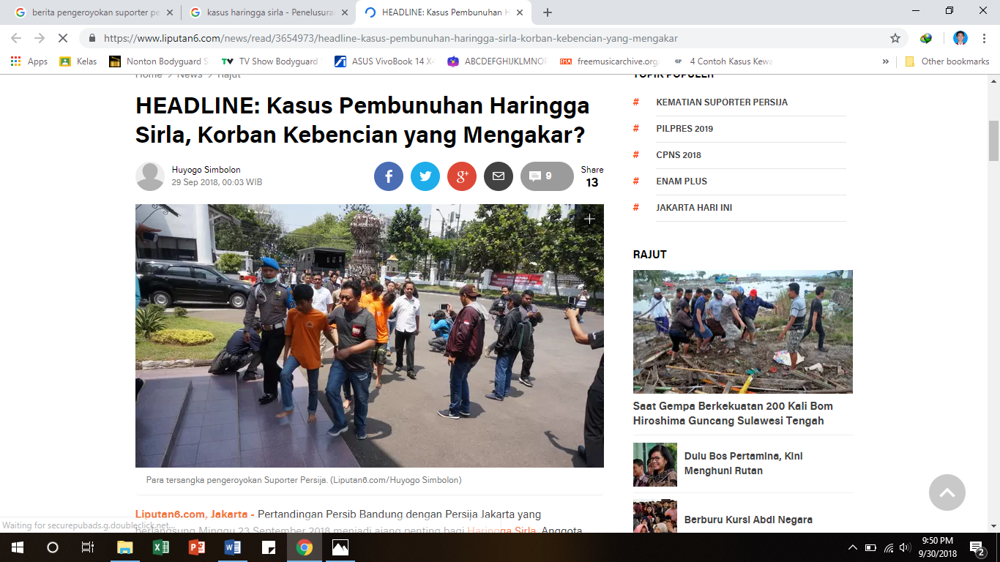 berita pengeroyokan suporter pe
kasus haringga sirla - Penelusura
HEADLINE: Kasus Pembunuhan H
https://www.liputan6.com/news/read/3654973/headline-kasus-pembunuhan-haringga-sirla-korban-kebencian-yang-mengakar
Apps
Kelas
Nonton Bodyguard S
TV Show Bodyguard
ASUS VivoBook 14 X4
ABCDEFGHIJKLMNOP
freemusicarchive.org
4 Contoh Kasus Kewa
»
Other bookmarks
Home > News > Rajut
HEADLINE: Kasus Pembunuhan Haringga
Sirla, Korban Kebencian yang Mengakar?
Huyogo Simbolon
29 Sep 2018, 00:03 WIB
9
Share
13
Para tersangka pengeroyokan Suporter Persija. (Liputan6.com/Huyogo Simbolon)
Liputan6.com, Jakarta - Pertandingan Persib Bandung dengan Persija Jakarta yang
berlangsung Minggu 23 September 2018 menjadi ajang penting bagi Haringga Sirla. Anggota
TOPIK POPULER
# KEMATIAN SUPORTER PERSIJA
# PILPRES 2019
# CPNS 2018
# ENAM PLUS
# JAKARTA HARI INI
RAJUT
Saat Gempa Berkekuatan 200 Kali Bom
Hiroshima Guncang Sulawesi Tengah
Dulu Bos Pertamina, Kini
Menghuni Rutan
Berburu Kursi Abdi Negara
Waiting for securepubads.g.doubleclick.net...
9:50 PM
9/30/2018
2